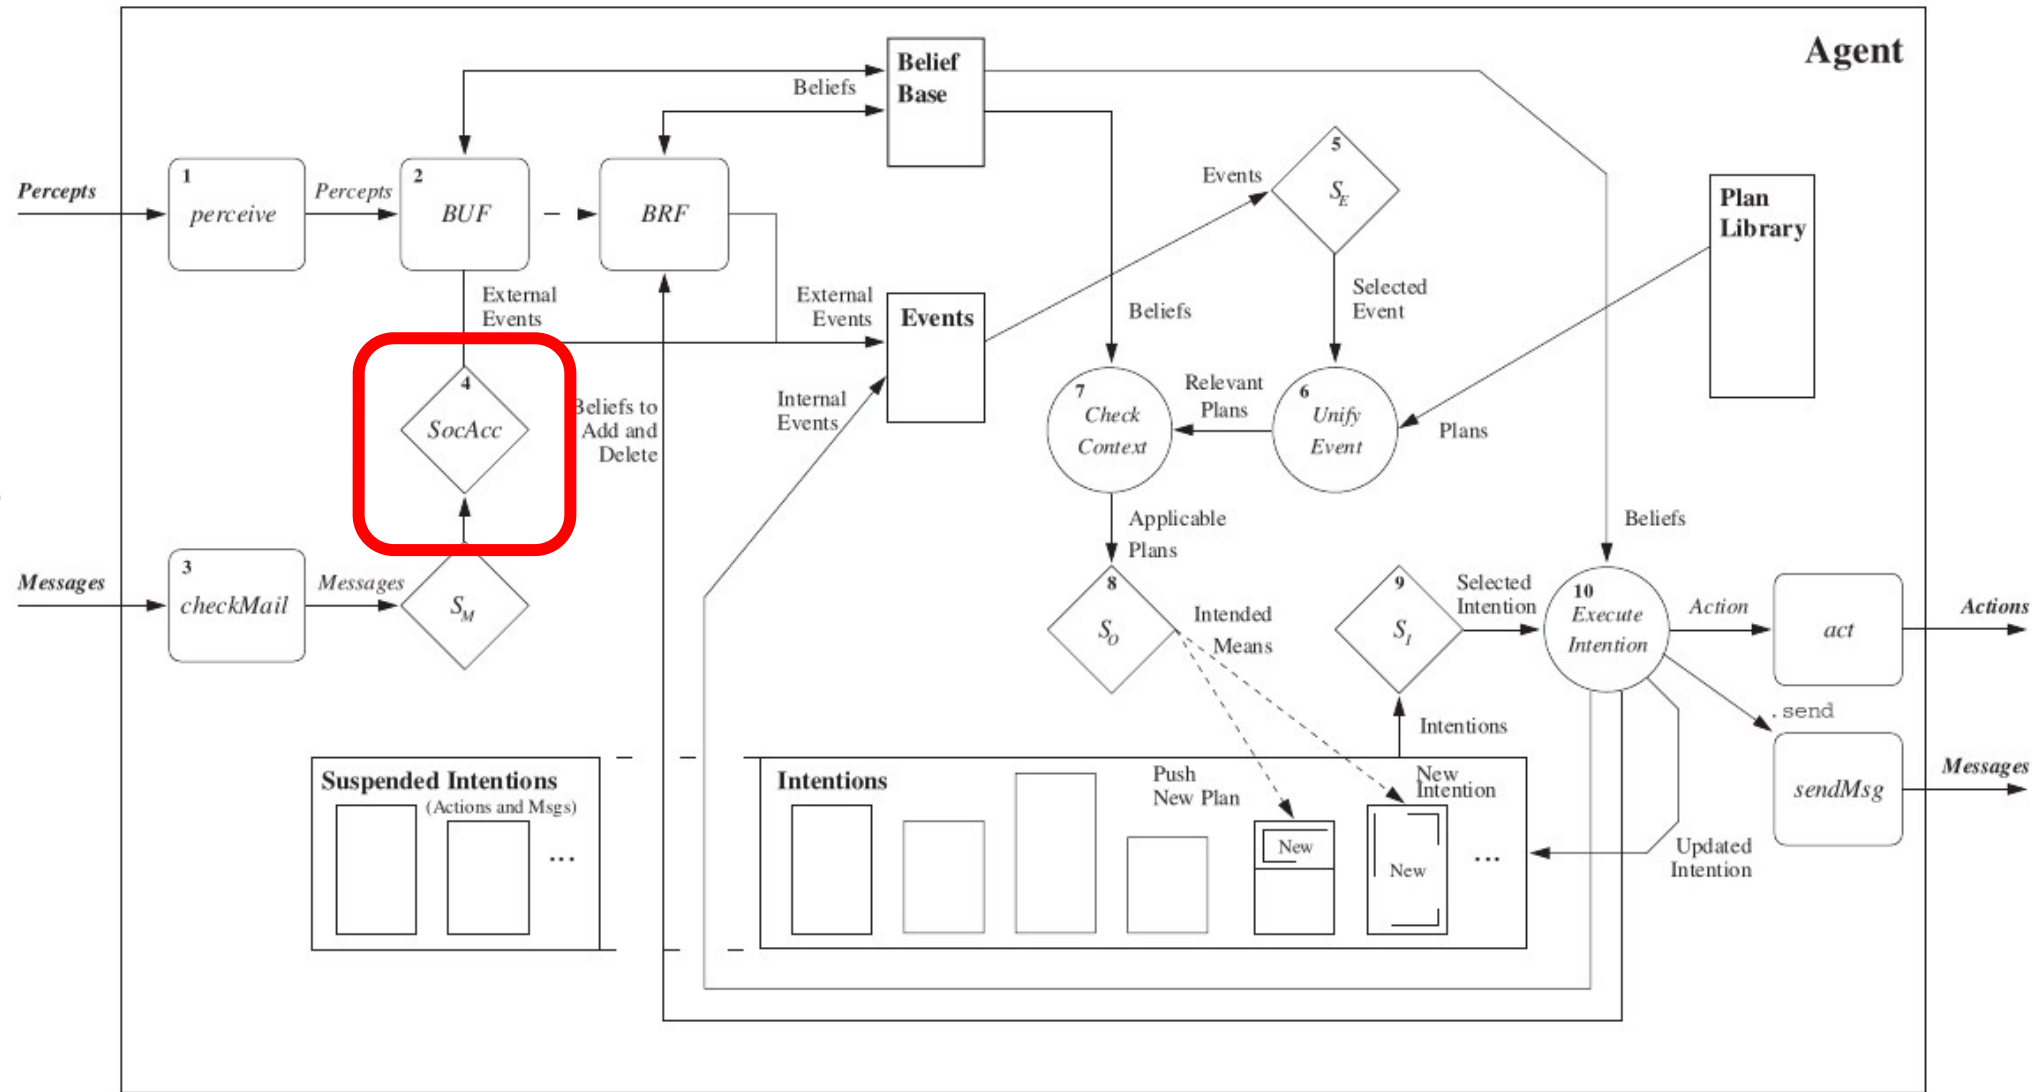 Agent
Belief
Base
Beliefs
5
S_E
Events
Percepts
1
perceive
Percepts
2
BUF
BRF
Plan
Library
External
Events
External
Events
Events
Beliefs
Selected
Event
4
SocAcc
Beliefs to
Add and
Delete
Internal
Events
7
Check
Context
Relevant
Plans
6
Unify
Event
Plans
Applicable
Plans
Beliefs
Messages
3
checkMail
Messages
S_M
8
S_O
Intended
Means
9
S_I
Selected
Intention
10
Execute
Intention
Action
act
Actions
.send
sendMsg
Messages
Intentions
Suspended Intentions
(Actions and Msgs)
...
Intentions
Push
New Plan
New
Intention
New
New
...
Updated
Intention